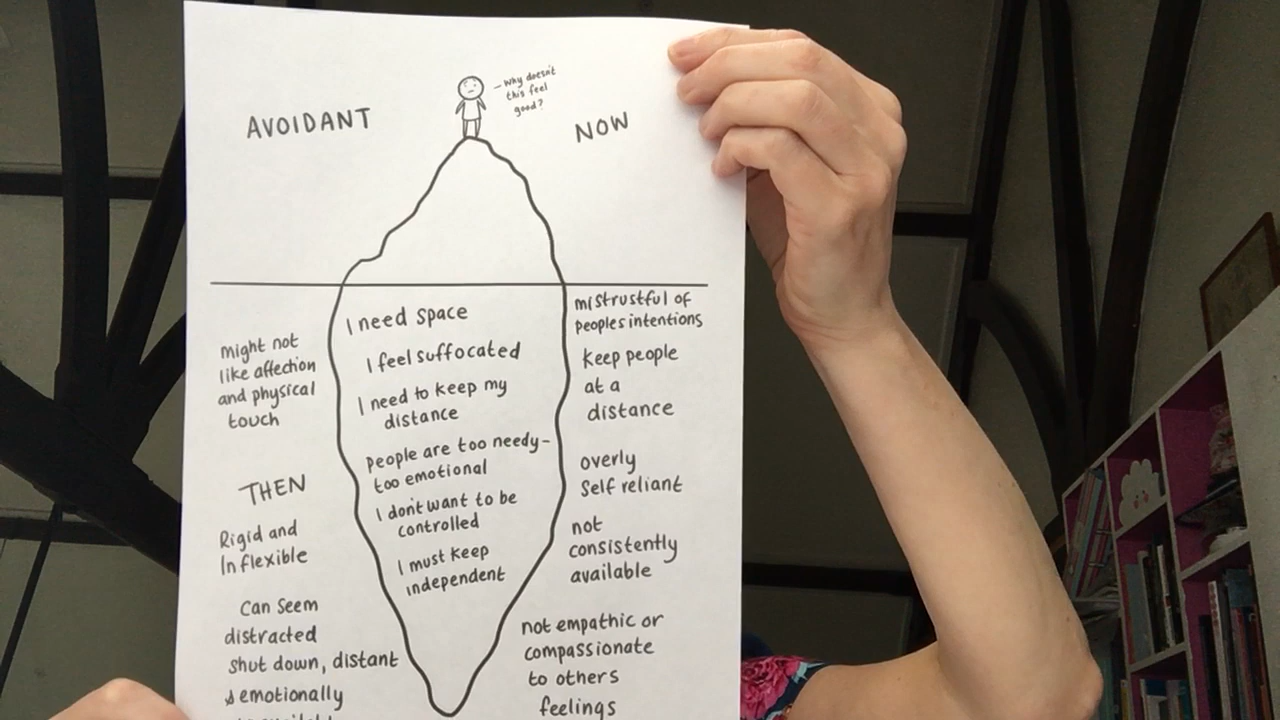 AVOIDANT
- Why doesn't
this feel
good?
NOW
might not
like affection
and physical
touch
THEN
Rigid and
Inflexible
Can Seem
distracted
shut down, distant
& emotionally
I need space
I feel suffocated
I need to keep my
distance
people are too needy-
too emotional
I dont want to be
controlled
I must keep
independent
mistrustful of
peoples intentions
Keep people
at a
distance
overly
Self reliant
not
consistently
available
not empathic or
compassionate
to others
feelings